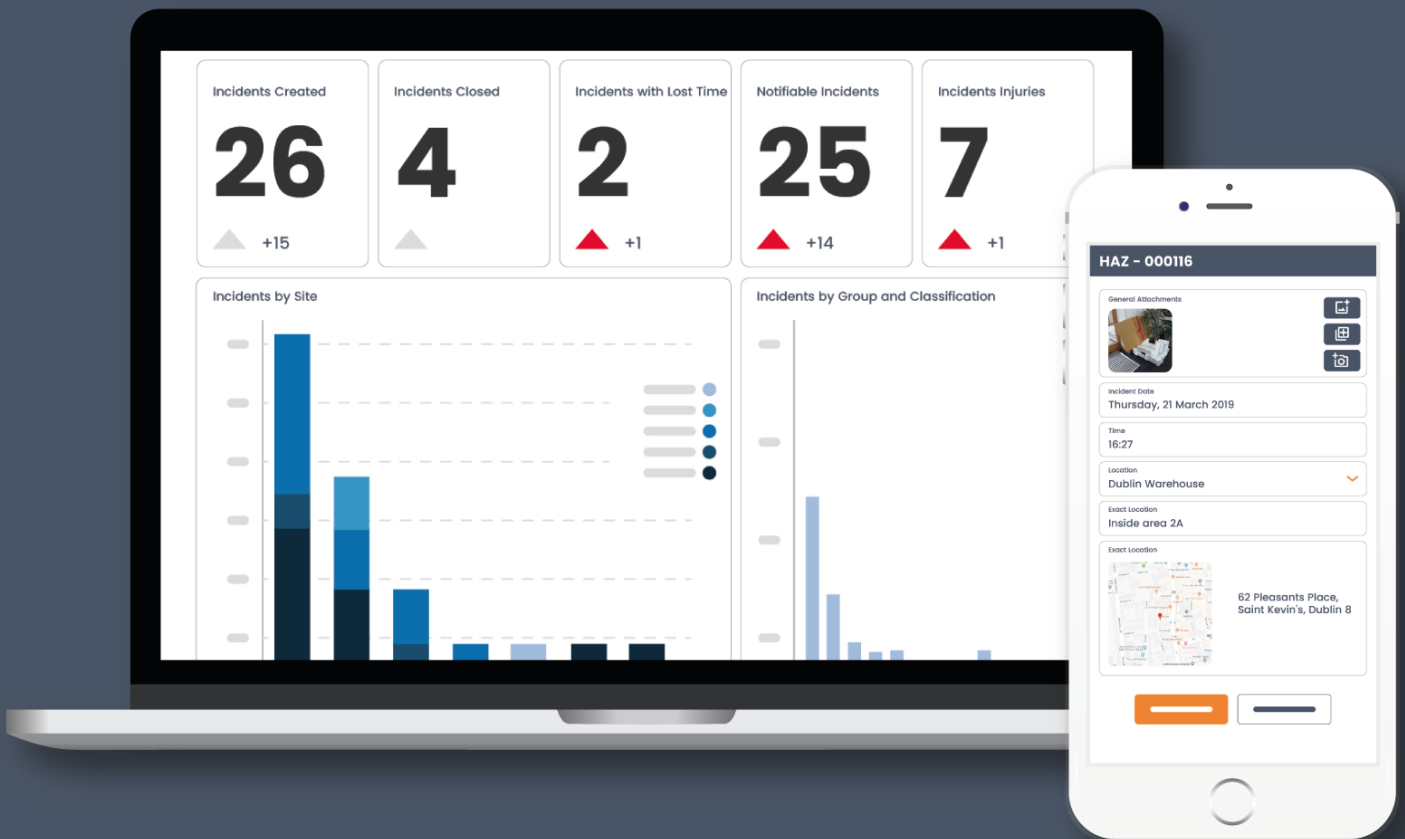 Incidents Created
26
+15
Incidents Closed
4
Incidents with Lost Time
2
+1
Notifiable Incidents
25
+14
Incidents Injuries
7
+1
Incidents by Site
Incidents by Group and Classification
HAZ - 000116
General Attachments
Incident Date
Thursday, 21 March 2019
Time
16:27
Location
Dublin Warehouse
Exact Location
Inside area 2A
Exact Location
62 Pleasants Place,
Saint Kevin's, Dublin 8